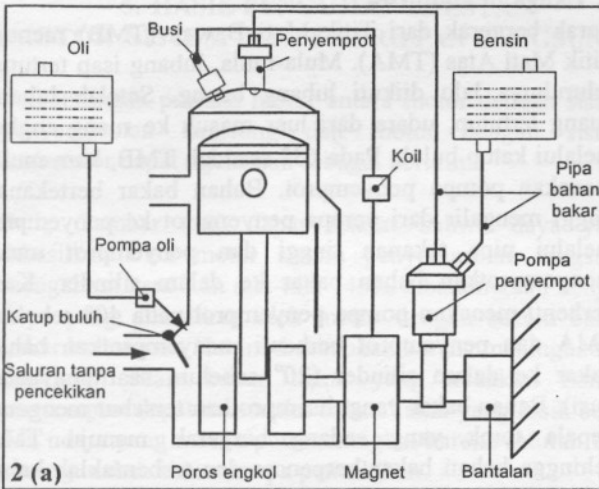 Oli
Busi
Penyemprot
Bensin
Koil
Pipa
bahan
bakar
Pompa oli
Pompa
penyemprot
Katup buluh
Saluran tanpa
pencekikan
2 (a)
Poros engkol
Magnet
Bantalan